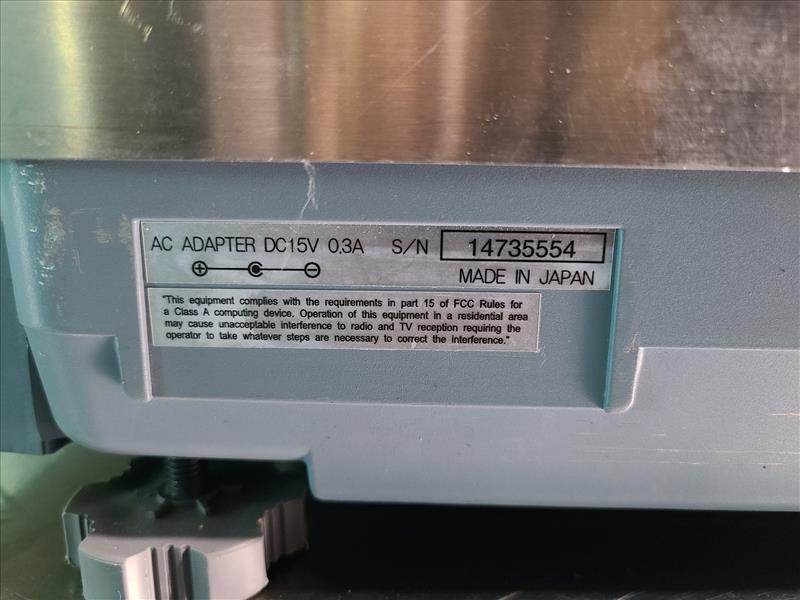 AC ADAPTER DC15V 0.3A S/N 14735554
MADE IN JAPAN
"This equipment complies with the requirements in part 15 of FCC Rules for
a Class A computing device. Operation of this equipment in a residential area
may cause unacceptable interference to radio and TV reception requiring the
operator to take whatever steps are necessary to correct the interference."